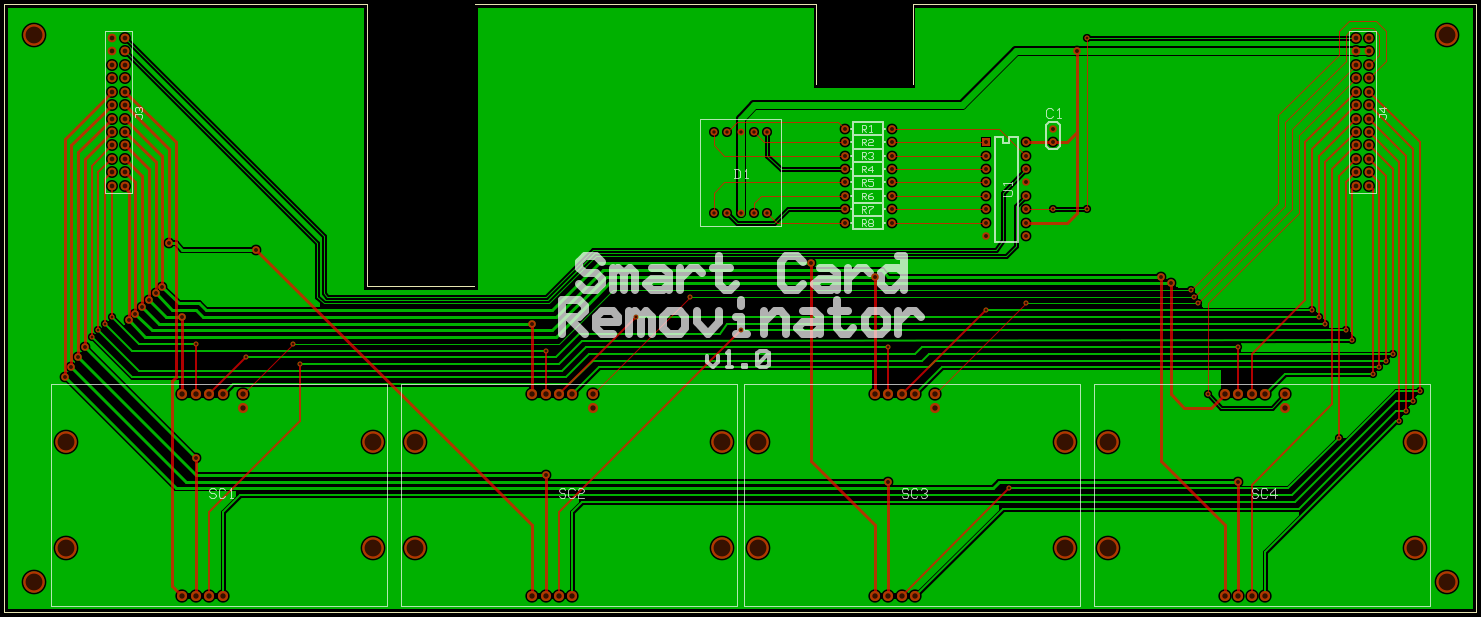 J3
J4
C1
R1
R2
R3
R4
R5
R6
R7
R8
D1
U1
Smart Card
Removinator
v1.0
SC1
SC2
SC3
SC4